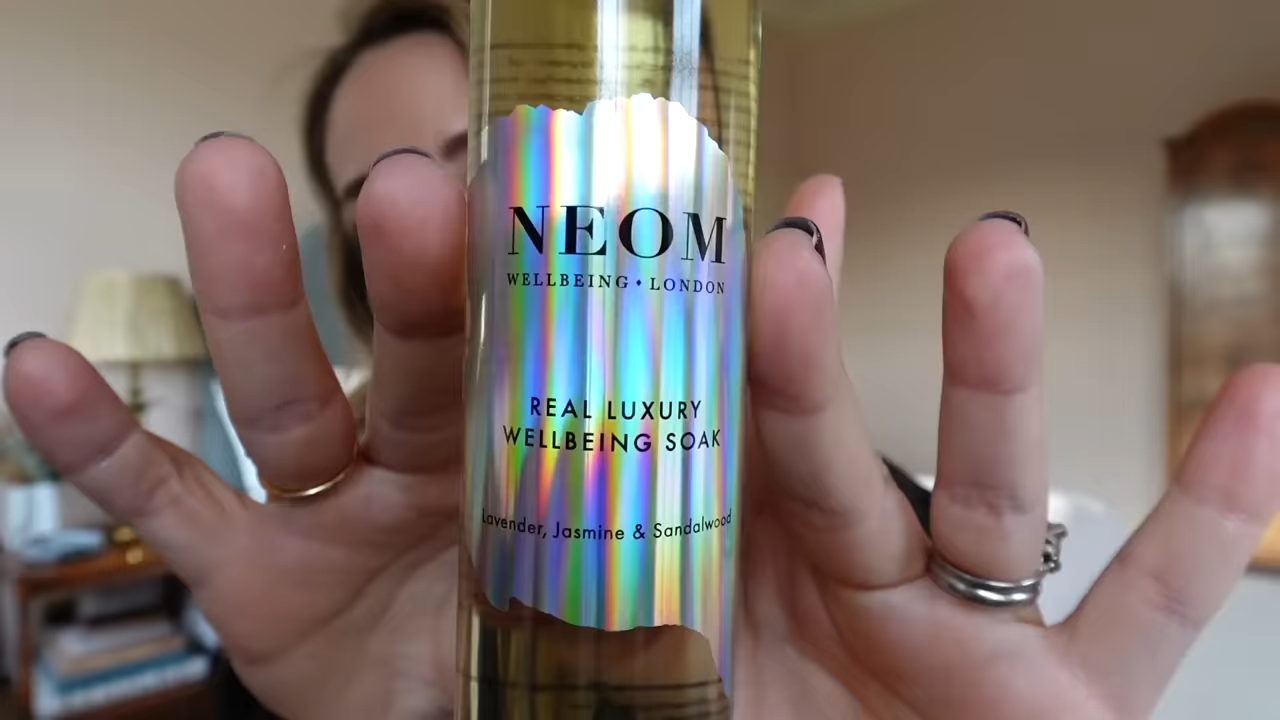 NEOM
WELLBEING • LONDON
REAL LUXURY
WELLBEING SOAK
Lavender, Jasmine & Sandalwood